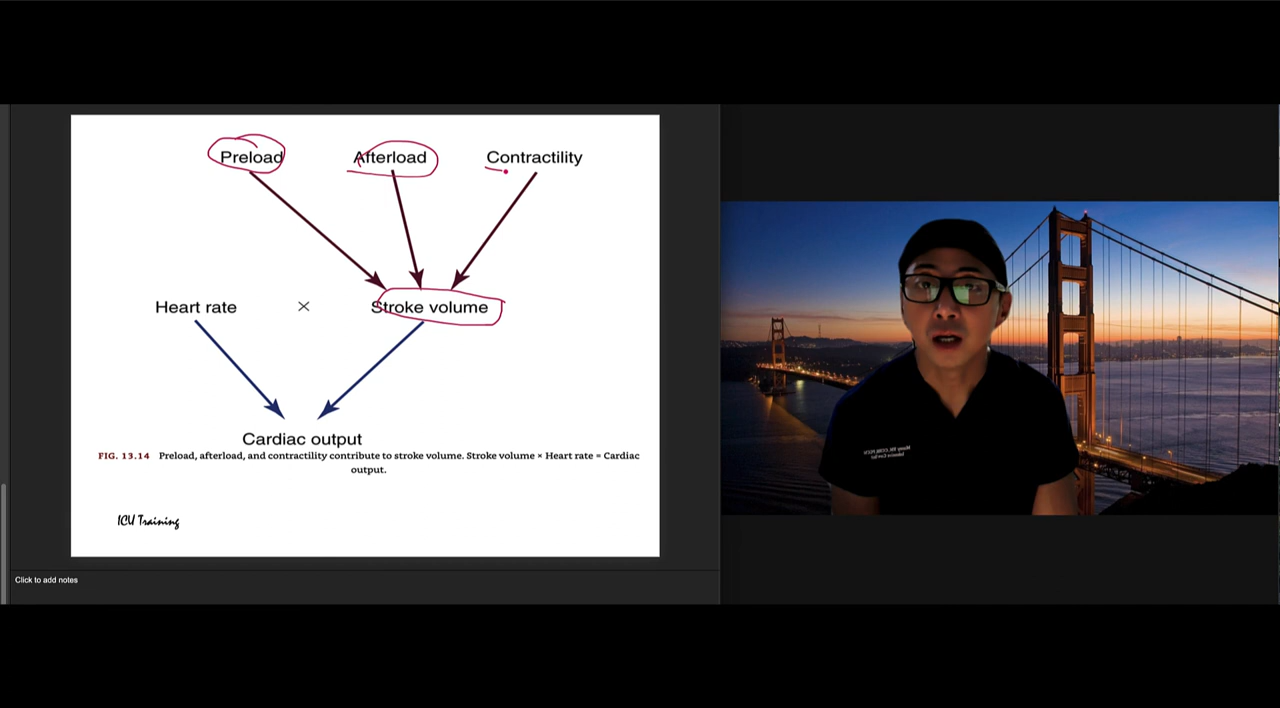 Preload Afterload Contractility
Heart rate × Stroke volume
Cardiac output
FIG. 13.14 Preload, afterload, and contractility contribute to stroke volume. Stroke volume × Heart rate = Cardiac
output.
ICU Training
Click to add notes